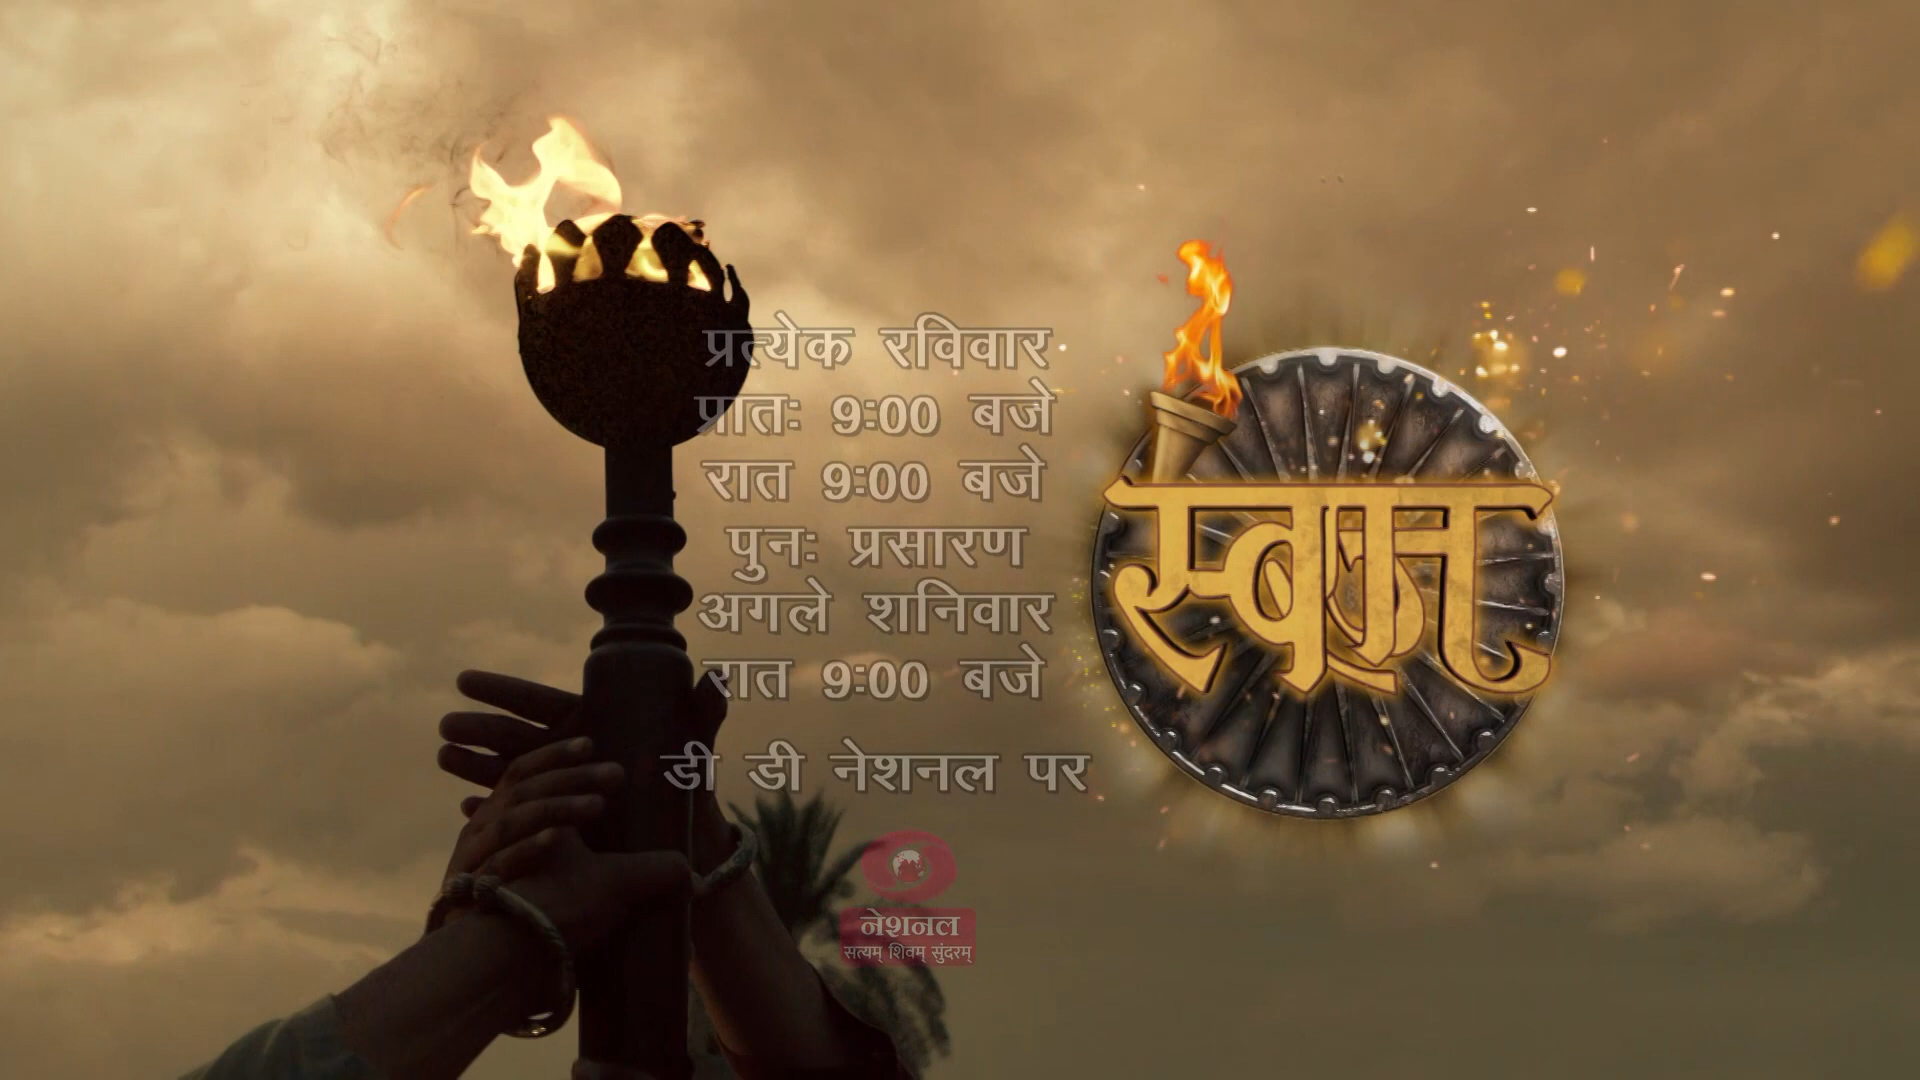 प्रत्येक रविवार
प्रातः 9:00 बजे
रात 9:00 बजे
पुनः प्रसारण
अगले शनिवार
रात 9:00 बजे
डी डी नेशनल पर
नेशनल
सत्यम् शिवम् सुंदरम्